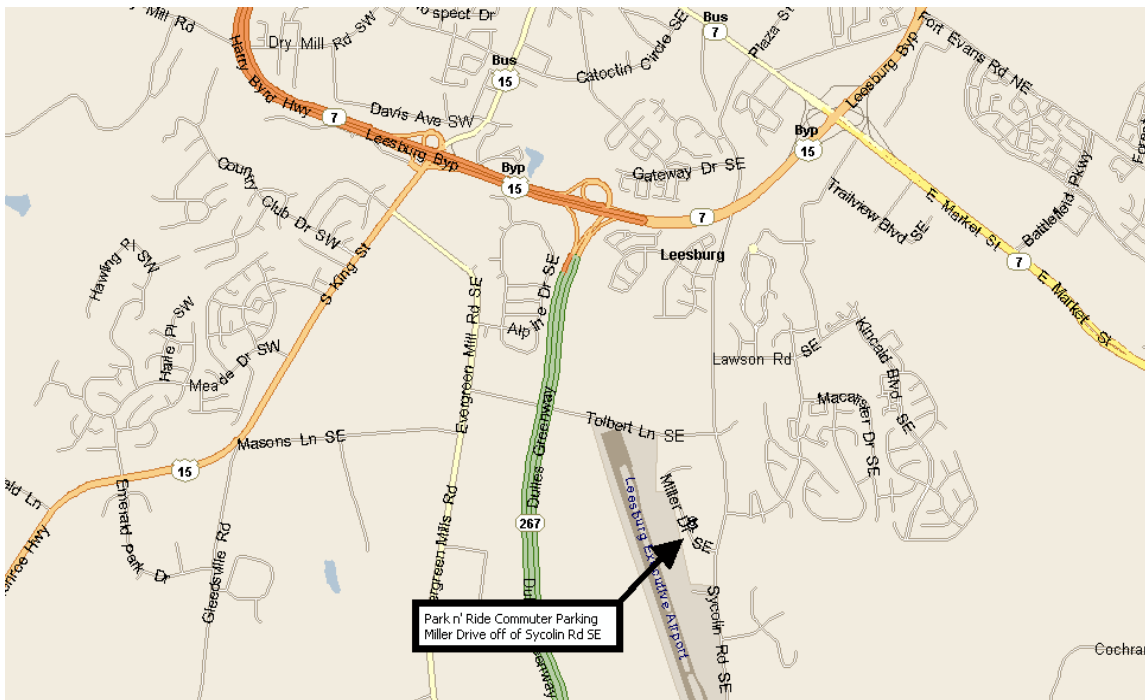 Mill Rd
Dry Mill Rd SW
Prospect Dr
Bus
15
Catoctin Circle SE
Bus
7
Plaza St
Leesburg Byp
Fort Evans Rd NE
Harry Byrd Hwy
7
Davis Ave SW
Leesburg Byp
Byp
15
Gateway Dr SE
Byp
15
Trailview Blvd SE
E Market St
Battlefield Pkwy
7
E Market St
7
Leesburg
Country Club Dr SW
S King St
Hawling Pl SW
Haile Pl SW
Meade Dr SW
Alpine Dr SE
Evergreen Mill Rd SE
Lawson Rd SE
Kincaid Blvd SE
Macalister Dr SE
Tolbert Ln SE
Masons Ln SE
15
ald Ln
Emerald Park Dr
Gleedsville Rd
Evergreen Mills Rd
Dulles Greenway
267
Leesburg Executive Airport
Miller Dr SE
Sycolin Rd SE
Park n' Ride Commuter Parking
Miller Drive off of Sycolin Rd SE
Cochran